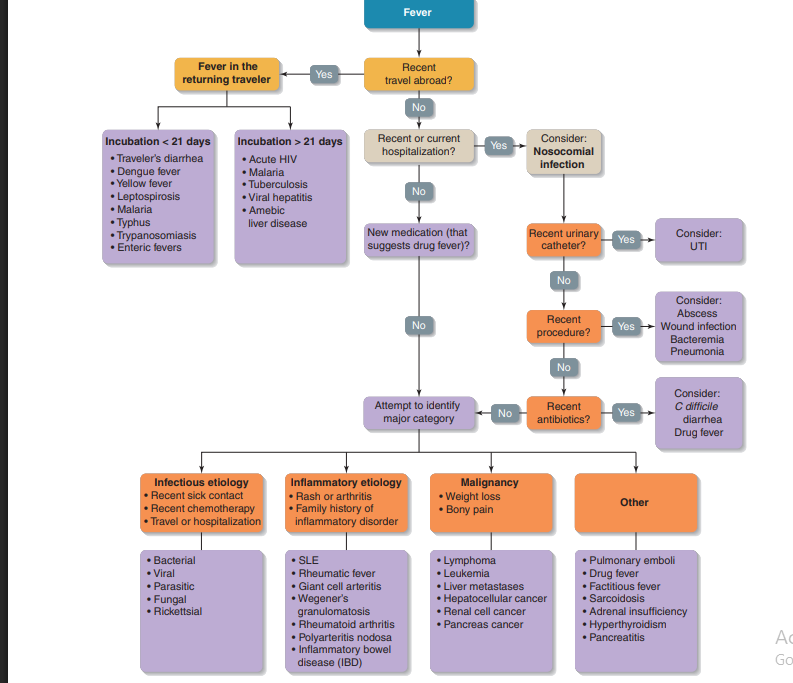 Fever
Fever in the
returning traveler
Yes
Recent
travel abroad?
No
Incubation < 21 days
• Traveler's diarrhea
• Dengue fever
• Yellow fever
• Leptospirosis
• Malaria
• Typhus
• Trypanosomiasis
• Enteric fevers
Incubation > 21 days
• Acute HIV
• Malaria
• Tuberculosis
• Viral hepatitis
• Amebic
liver disease
Recent or current
hospitalization?
Yes
Consider:
Nosocomial
infection
No
New medication (that
suggests drug fever)?
Recent urinary
catheter?
Yes
Consider:
UTI
No
No
Recent
procedure?
Yes
Consider:
Abscess
Wound infection
Bacteremia
Pneumonia
No
Attempt to identify
major category
No
Recent
antibiotics?
Yes
Consider:
C difficile
diarrhea
Drug fever
Infectious etiology
• Recent sick contact
• Recent chemotherapy
• Travel or hospitalization
Inflammatory etiology
• Rash or arthritis
• Family history of
inflammatory disorder
Malignancy
• Weight loss
• Bony pain
Other
• Bacterial
• Viral
• Parasitic
• Fungal
• Rickettsial
• SLE
• Rheumatic fever
• Giant cell arteritis
• Wegener's
granulomatosis
• Rheumatoid arthritis
• Polyarteritis nodosa
• Inflammatory bowel
disease (IBD)
• Lymphoma
• Leukemia
• Liver metastases
• Hepatocellular cancer
• Renal cell cancer
• Pancreas cancer
• Pulmonary emboli
• Drug fever
• Factitious fever
• Sarcoidosis
• Adrenal insufficiency
• Hyperthyroidism
• Pancreatitis
Ac
Go